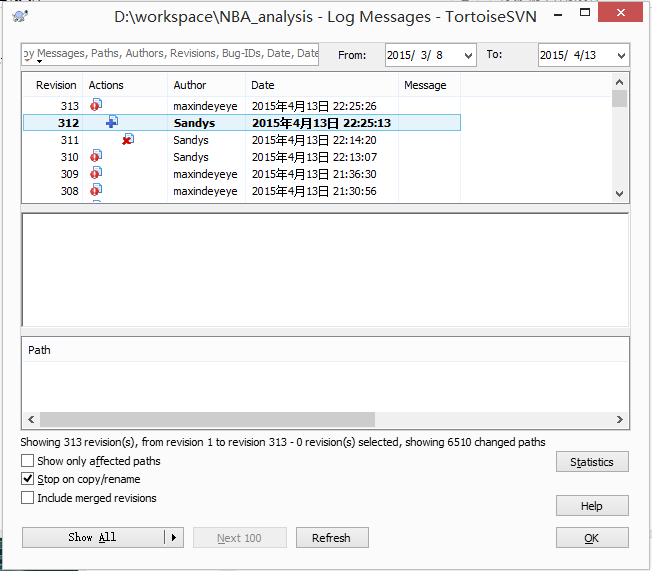 D:\workspace\NBA_analysis - Log Messages - TortoiseSVN
by Messages, Paths, Authors, Revisions, Bug-IDs, Date, Date From: 2015/ 3/ 8 To: 2015/ 4/13
Revision Actions Author Date Message
313 maxindeyeye 2015年4月13日 22:25:26
312 Sandys 2015年4月13日 22:25:13
311 Sandys 2015年4月13日 22:14:20
310 Sandys 2015年4月13日 22:13:07
309 maxindeyeye 2015年4月13日 21:36:30
308 maxindeyeye 2015年4月13日 21:30:56
Path
Showing 313 revision(s), from revision 1 to revision 313 - 0 revision(s) selected, showing 6510 changed paths
Show only affected paths
Statistics
Stop on copy/rename
Include merged revisions
Help
Show All Next 100 Refresh OK